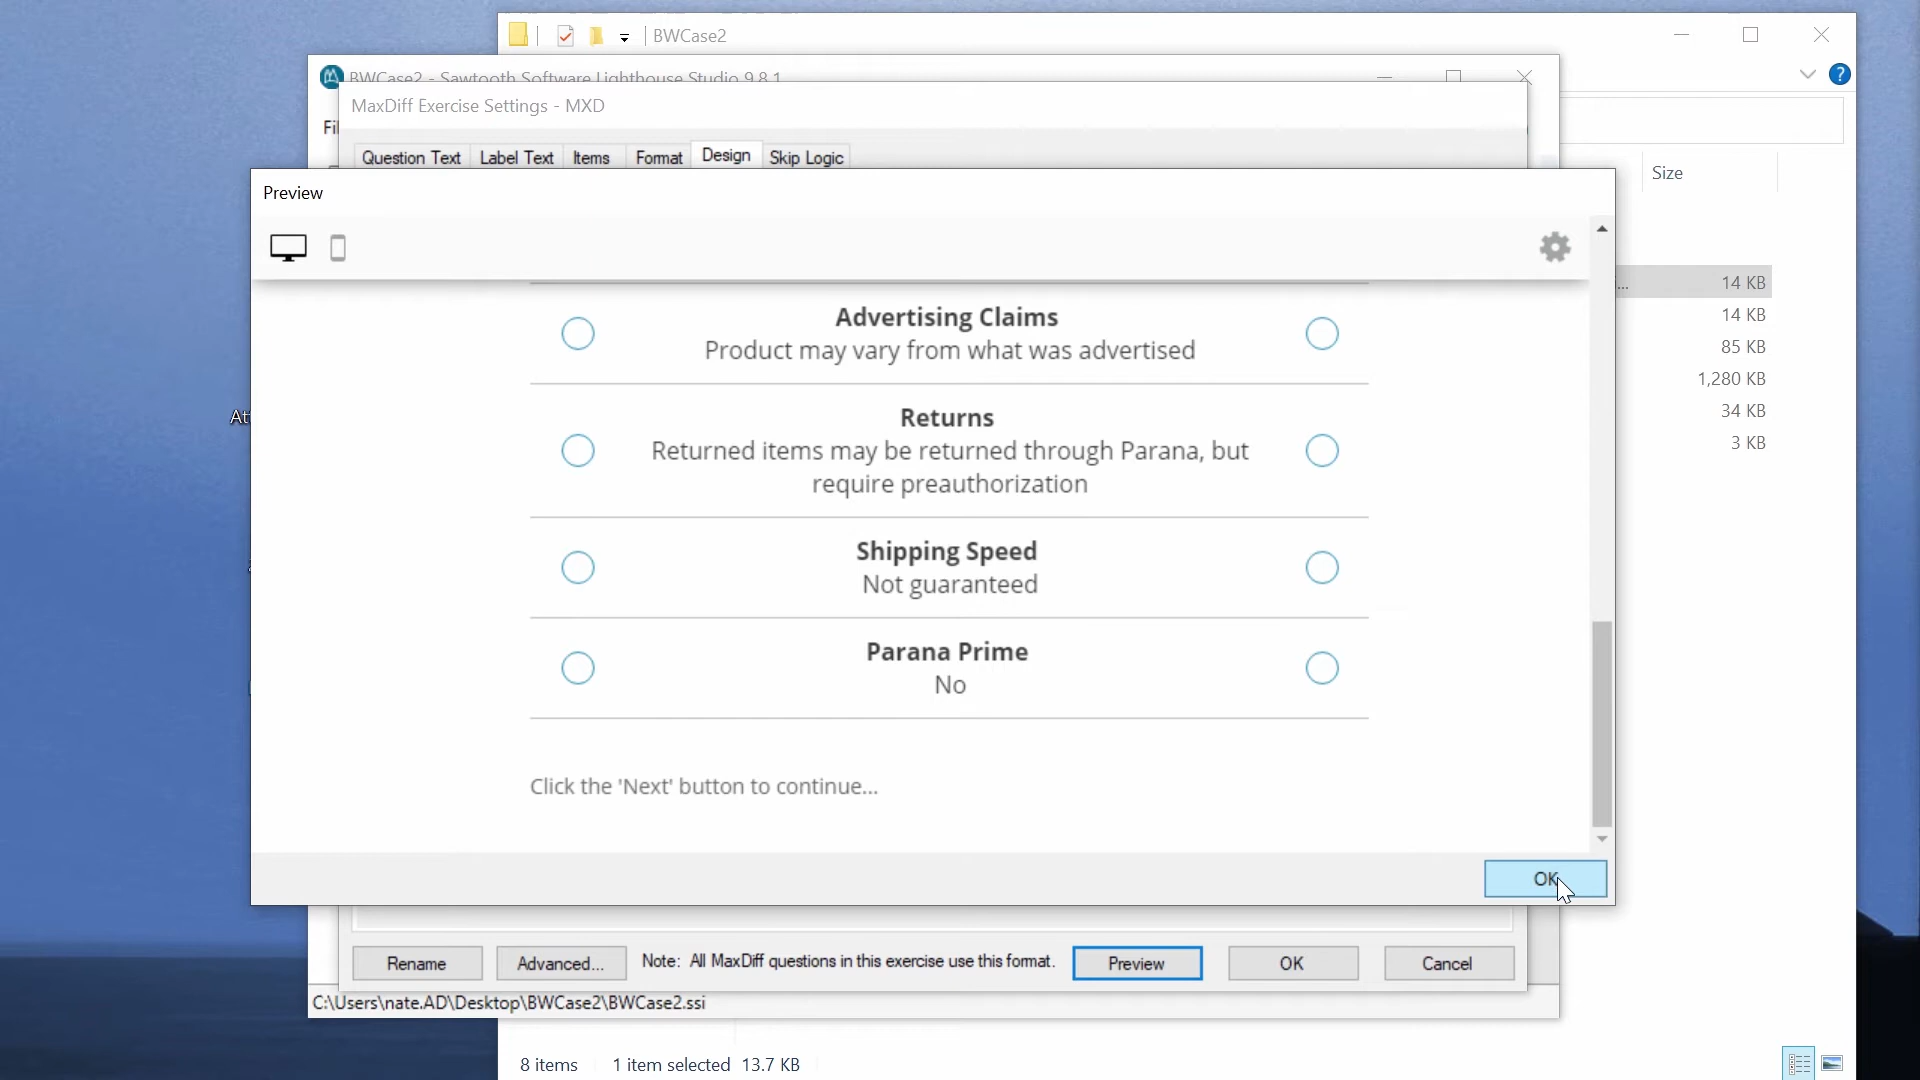 BWCase2
BWCase2 - Sawtooth Software Lighthouse Studio 9.8.1
MaxDiff Exercise Settings - MXD
Question Text
Label Text
Items
Format
Design
Skip Logic
Size
Preview
14 KB
14 KB
85 KB
1,280 KB
34 KB
3 KB
Advertising Claims
Product may vary from what was advertised
Returns
Returned items may be returned through Parana, but
require preauthorization
Shipping Speed
Not guaranteed
Parana Prime
No
Click the 'Next' button to continue...
OK
Rename
Advanced...
Note: All MaxDiff questions in this exercise use this format.
Preview
OK
Cancel
C:\Users\nate.AD\Desktop\BWCase2\BWCase2.ssi
8 items
1 item selected 13.7 KB